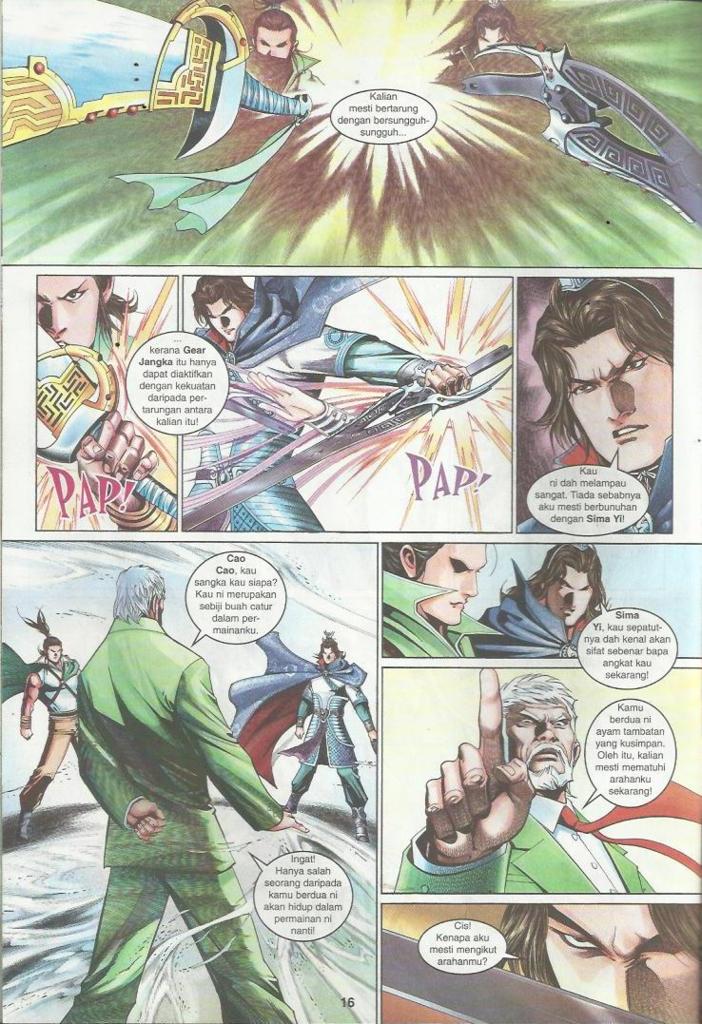 Kalian
mesti bertarung
dengan bersungguh-
sungguh...
...
kerana Gear
Jangka itu hanya
dapat diaktifkan
dengan kekuatan
daripada per-
tarungan antara
kalian itu!
PAP!
PAP!
Kau
ni dah melampau
sangat. Tiada sebabnya
aku mesti berbunuhan
dengan Sima Yi!
Cao
Cao, kau
sangka kau siapa?
Kau ni merupakan
sebiji buah catur
dalam per-
mainanku.
Ingat!
Hanya salah
seorang daripada
kamu berdua ni
akan hidup dalam
permainan ni
nanti!
Sima
Yi, kau sepatut-
nya dah kenal akan
sifat sebenar bapa
angkat kau
sekarang!
Kamu
berdua ni
ayam tambatan
yang kusimpan.
Oleh itu, kalian
mesti mematuhi
arahanku
sekarang!
Cis!
Kenapa aku
mesti mengikut
arahanmu?
16